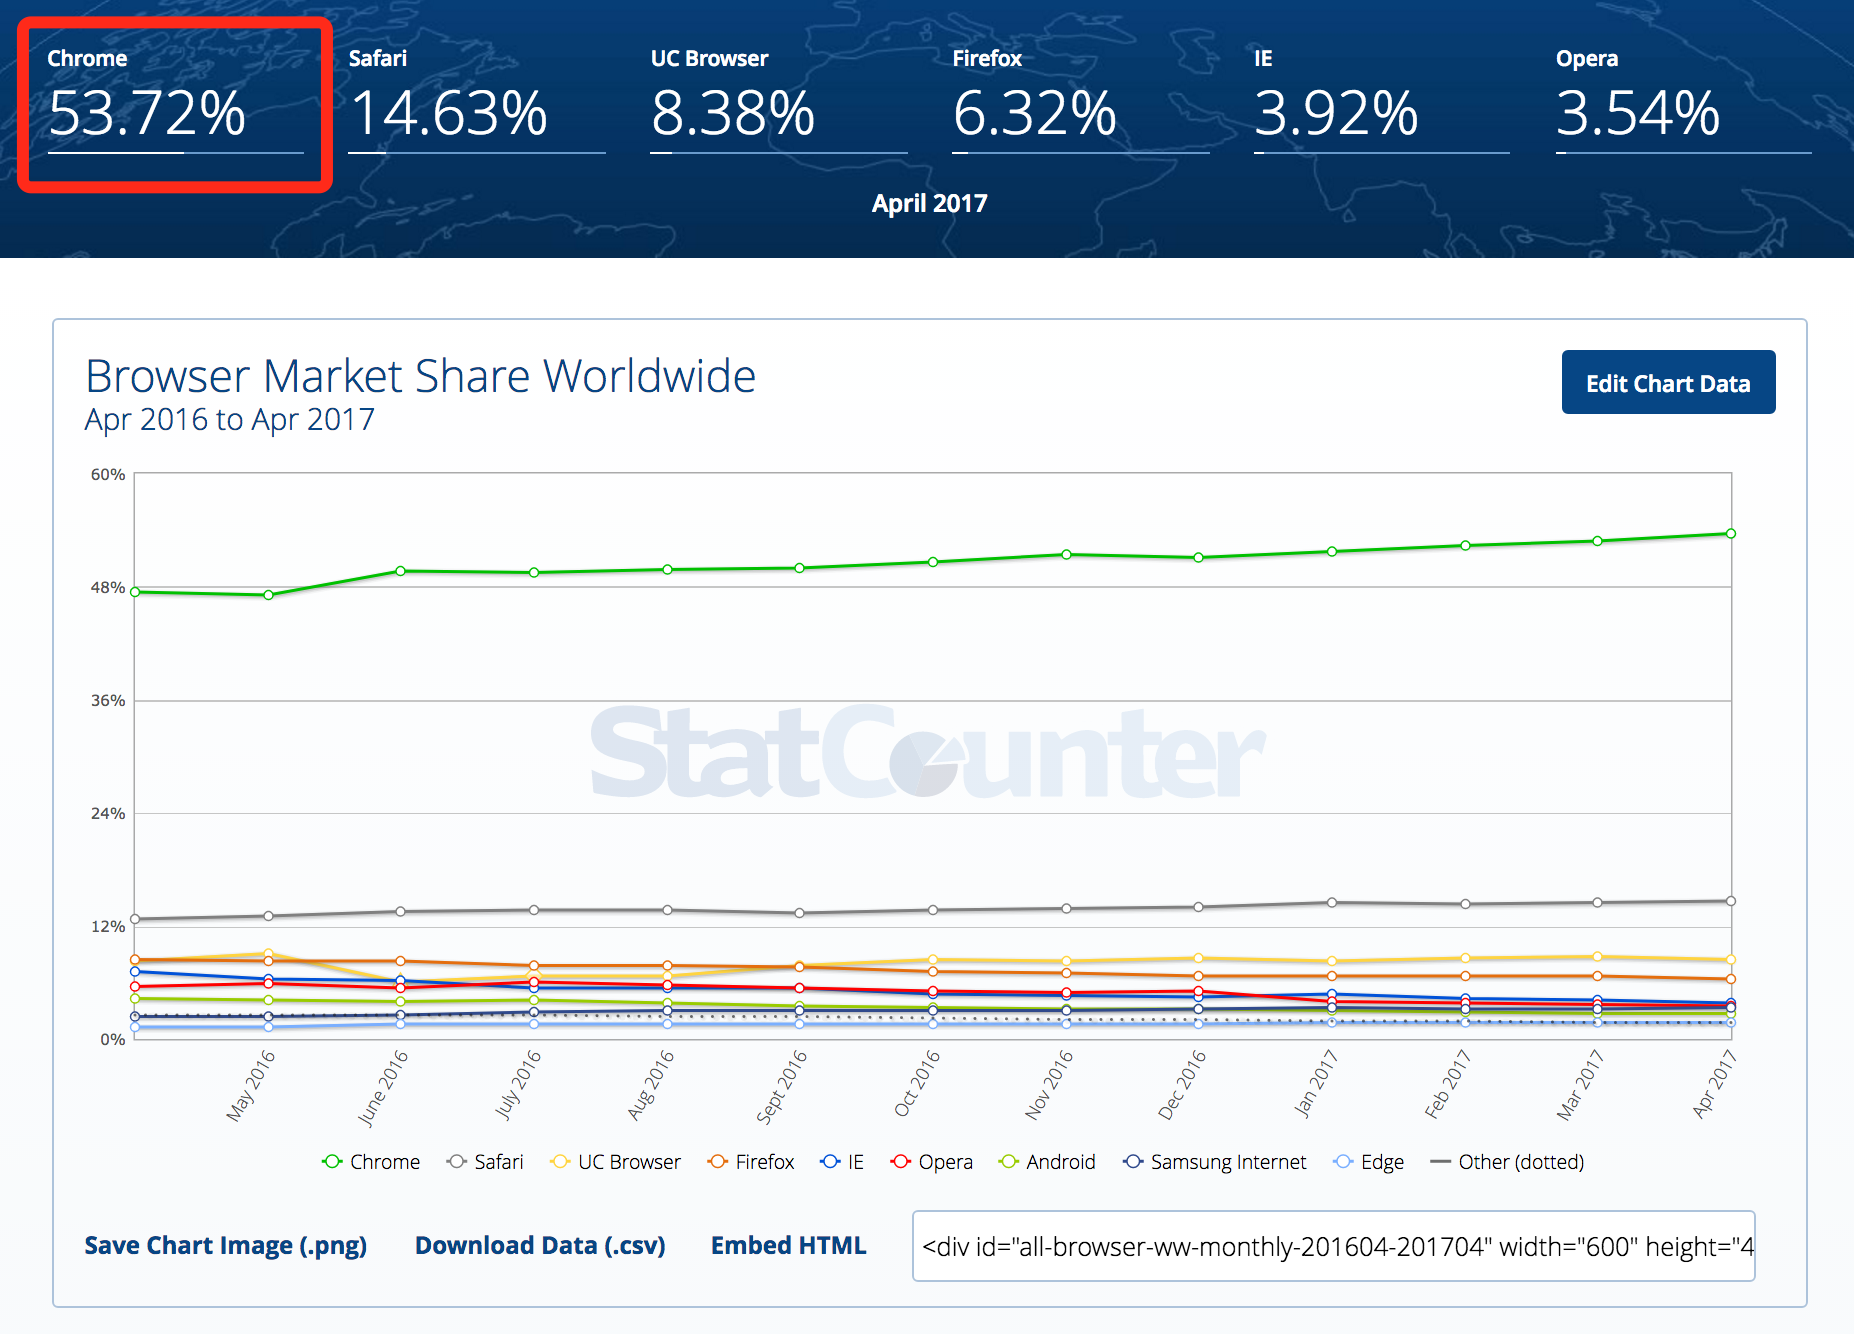 Chrome Safari UC Browser Firefox IE Opera
53.72% 14.63% 8.38% 6.32% 3.92% 3.54%
April 2017
Browser Market Share Worldwide
Edit Chart Data
Apr 2016 to Apr 2017
60%
48%
36%
StatCounter
24%
12%
0%
May 2016 June 2016 July 2016 Aug 2016 Sept 2016 Oct 2016 Nov 2016 Dec 2016 Jan 2017 Feb 2017 Mar 2017 Apr 2017
Chrome Safari UC Browser Firefox IE Opera Android Samsung Internet Edge Other (dotted)
Save Chart Image (.png) Download Data (.csv) Embed HTML <div id="all-browser-ww-monthly-201604-201704" width="600" height="4